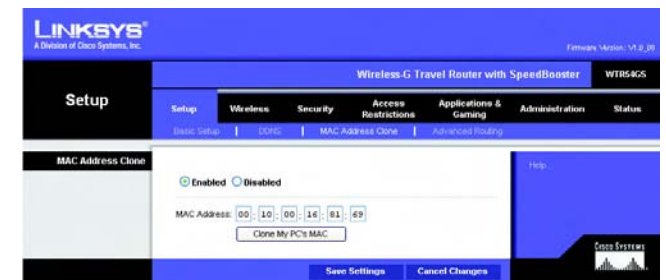 LINKSYS®
A Division of Cisco Systems, Inc.
Firmware Version: V1.0_00
Wireless-G Travel Router with SpeedBooster WTR54GS
Setup
Setup Wireless Security Access Restrictions Applications & Gaming Administration Status
Basic Setup | DDNS | MAC Address Clone | Advanced Routing
MAC Address Clone
Help...
Enabled Disabled
MAC Address: 00 : 10 : 00 : 16 : 81 : 69
Clone My PC's MAC
Save Settings Cancel Changes
CISCO SYSTEMS